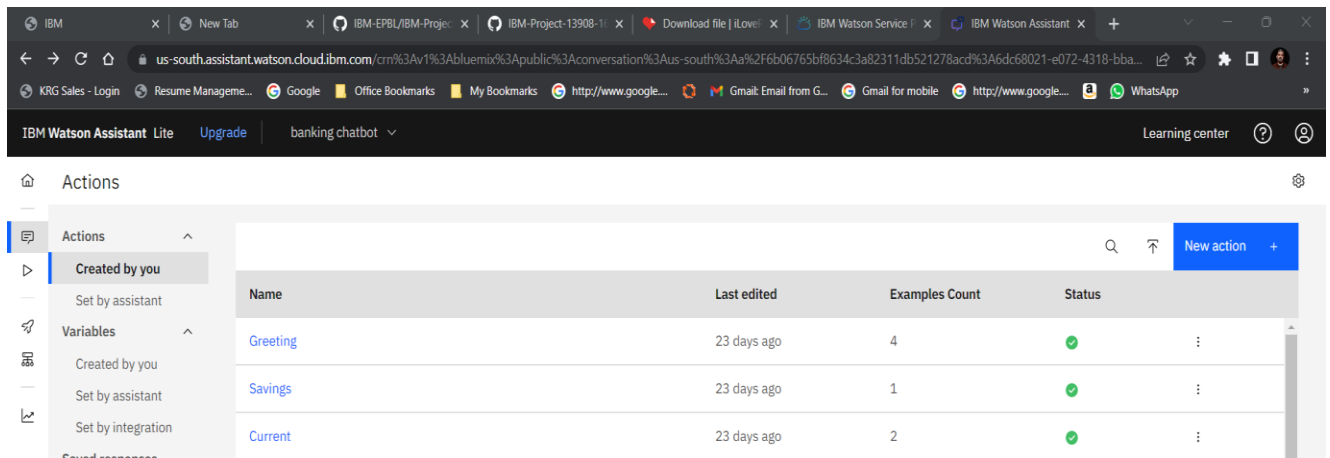 IBM
New Tab
IBM-EPBL/IBM-Projec
IBM-Project-13908-16
Download file | iLoveP
IBM Watson Service P
IBM Watson Assistant
us-south.assistant.watson.cloud.ibm.com/crn%3Av1%3Abluemix%3Apublic%3Aconversation%3Aus-south%3Aa%2F6b06765bf8634c3a82311db521278acd%3A6dc68021-e072-4318-bba...
KRG Sales - Login
Resume Manageme...
Google
Office Bookmarks
My Bookmarks
http://www.google....
Gmail: Email from G...
Gmail for mobile
http://www.google....
WhatsApp
»
IBM Watson Assistant Lite
Upgrade
banking chatbot
Learning center
Actions
Actions
Created by you
Set by assistant
Variables
Created by you
Set by assistant
Set by integration
New action +
Name Last edited Examples Count Status
Greeting 23 days ago 4
Savings 23 days ago 1
Current 23 days ago 2